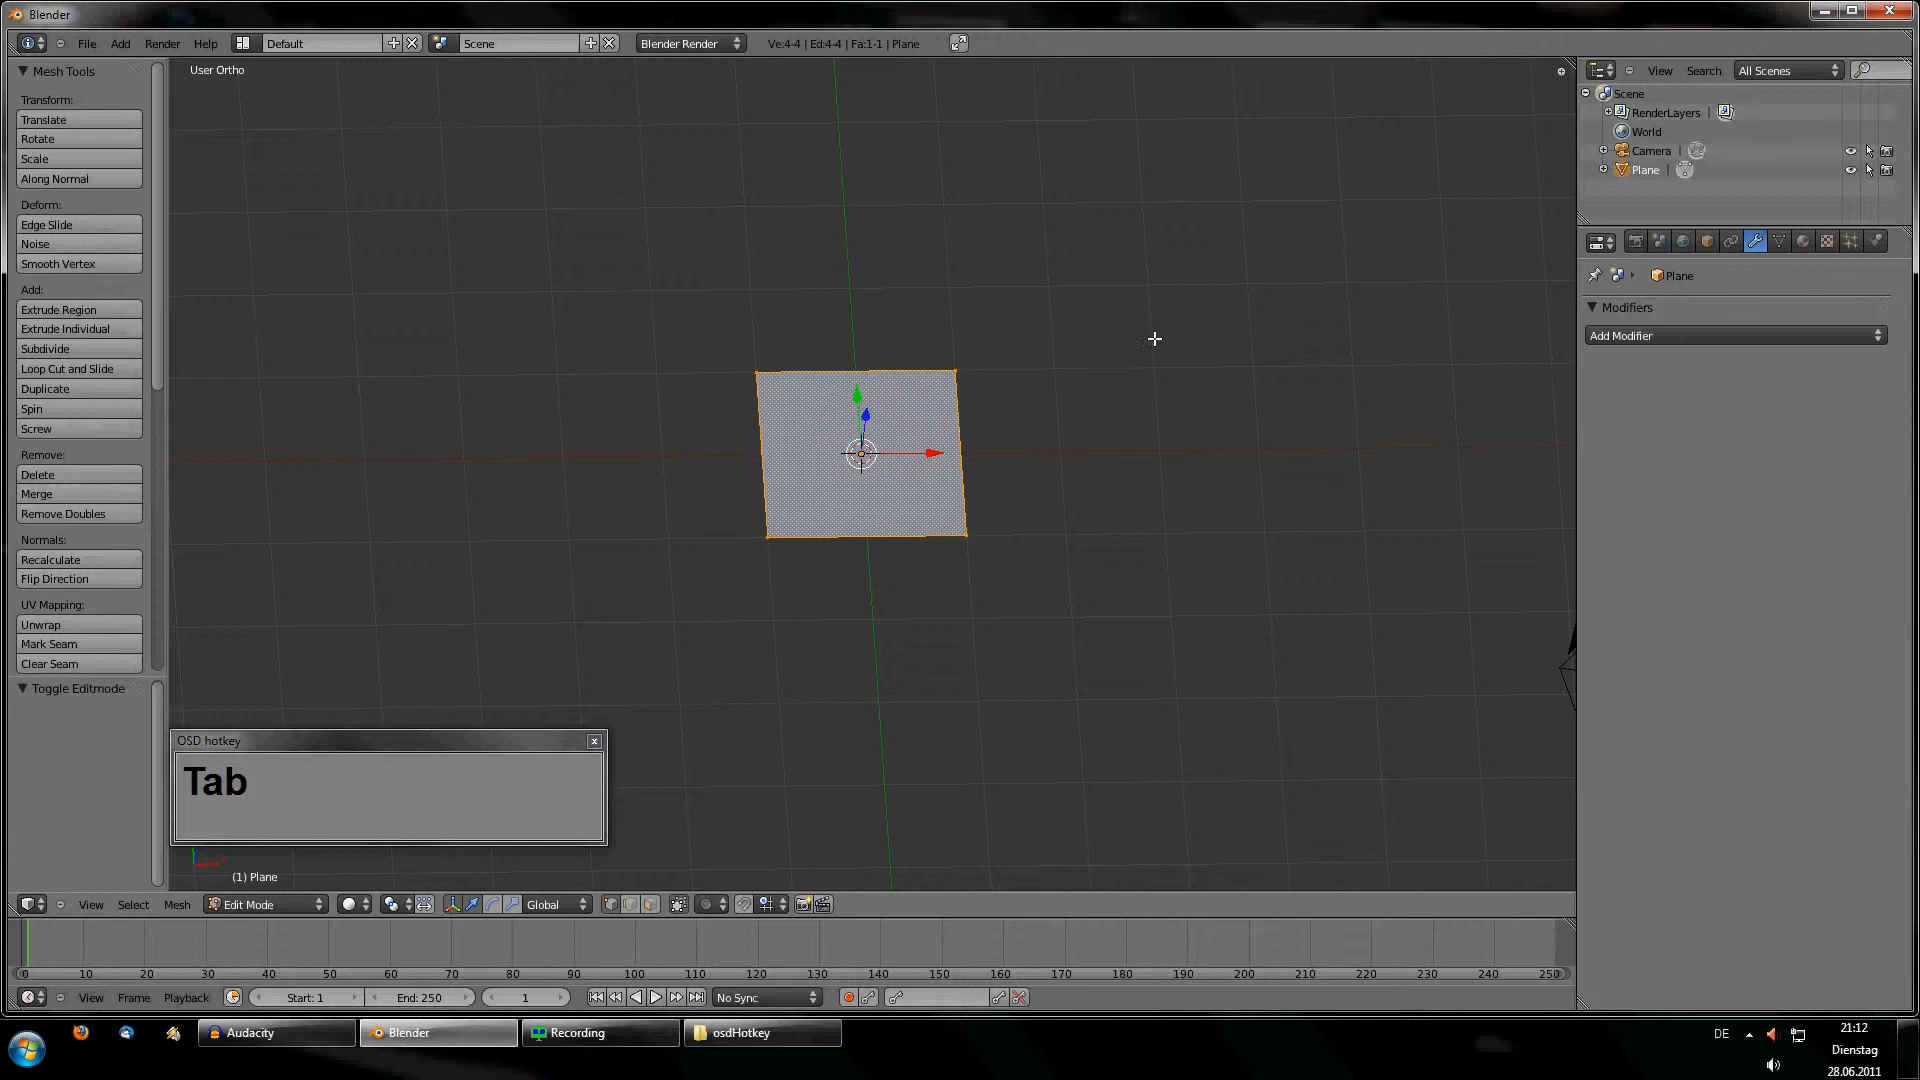 Blender
File Add Render Help Default Scene Blender Render Ve:4-4 | Ed:4-4 | Fa:1-1 | Plane
Mesh Tools
Transform:
Translate
Rotate
Scale
Along Normal
Deform:
Edge Slide
Noise
Smooth Vertex
Add:
Extrude Region
Extrude Individual
Subdivide
Loop Cut and Slide
Duplicate
Spin
Screw
Remove:
Delete
Merge
Remove Doubles
Normals:
Recalculate
Flip Direction
UV Mapping:
Unwrap
Mark Seam
Clear Seam
Toggle Editmode
User Ortho
OSD hotkey
Tab
(1) Plane
View Search All Scenes
Scene
RenderLayers |
World
Camera |
Plane |
Plane
Modifiers
Add Modifier
View Select Mesh Edit Mode Global
0 10 20 30 40 50 60 70 80 90 100 110 120 130 140 150 160 170 180 190 200 210 220 230 240 250
View Frame Playback Start: 1 End: 250 1 No Sync
Audacity Blender Recording osdHotkey
DE
21:12
Dienstag
28.06.2011